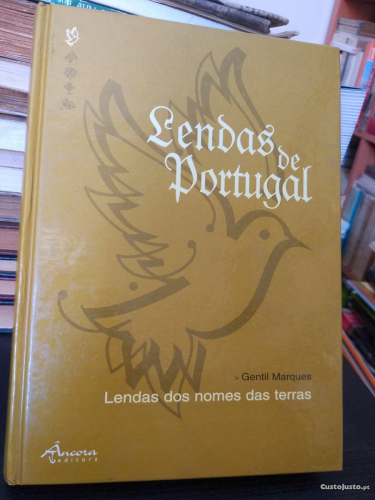 Lendas
de
Portugal
> Gentil Marques
Lendas dos nomes das terras
Âncora
editora
CustoJusto.pt